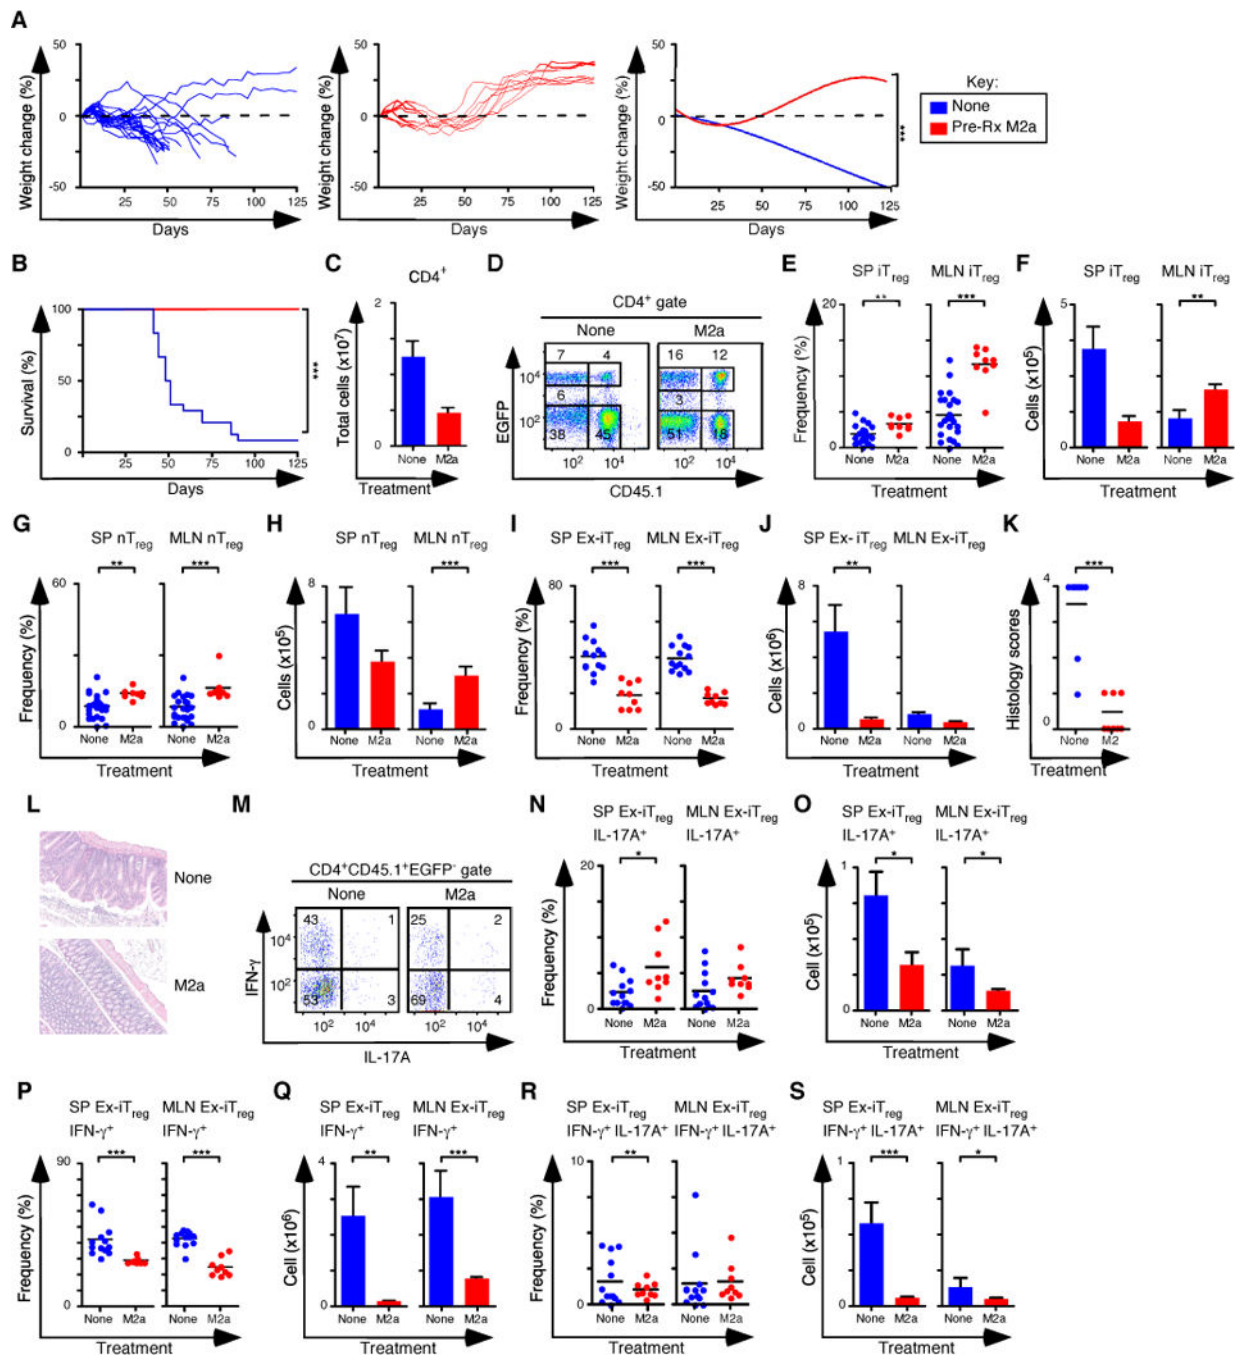 A
50
0
-50
Weight change (%)
25 50 75 100 125
Days
50
0
-50
Weight change (%)
25 50 75 100 125
Days
50
0
-50
Weight change (%)
0 25 50 75 100 125
Days
***
Key:
None
Pre-Rx M2a
B
100
50
0
Survival (%)
0 25 50 75 100 125
Days
***
C
CD4+
2
0
Total cells (x10⁷)
None M2a
Treatment
D
CD4+ gate
None M2a
7 4
6
38 45
16 12
3
51 18
10⁴
10²
EGFP
10² 10⁴ 10² 10⁴
CD45.1
E
SP iTreg MLN iTreg
** ***
20
0
Frequency (%)
None M2a None M2a
Treatment
F
SP iTreg MLN iTreg
**
5
0
Cells (x10⁵)
None M2a None M2a
Treatment
G
SP nTreg MLN nTreg
** ***
60
0
Frequency (%)
None M2a None M2a
Treatment
H
SP nTreg MLN nTreg
***
8
0
Cells (x10⁵)
None M2a None M2a
Treatment
I
SP Ex-iTreg MLN Ex-iTreg
*** ***
80
0
Frequency (%)
None M2a None M2a
Treatment
J
SP Ex- iTreg MLN Ex-iTreg
**
8
0
Cells (x10⁶)
None M2a None M2a
Treatment
K
***
4
0
Histology scores
None M2
Treatment
L
None
M2a
M
CD4+CD45.1+EGFP- gate
None M2a
43 1
53 3
25 2
69 4
10⁴
10²
IFN-γ
10² 10⁴ 10² 10⁴
IL-17A
N
SP Ex-iTreg MLN Ex-iTreg
IL-17A+ IL-17A+
*
20
0
Frequency (%)
None M2a None M2a
Treatment
O
SP Ex-iTreg MLN Ex-iTreg
IL-17A+ IL-17A+
* *
1
0
Cell (x10⁵)
None M2a None M2a
Treatment
P
SP Ex-iTreg MLN Ex-iTreg
IFN-γ+ IFN-γ+
*** ***
90
0
Frequency (%)
None M2a None M2a
Treatment
Q
SP Ex-iTreg MLN Ex-iTreg
IFN-γ+ IFN-γ+
** ***
4
0
Cell (x10⁶)
None M2a None M2a
Treatment
R
SP Ex-iTreg MLN Ex-iTreg
IFN-γ+ IL-17A+ IFN-γ+ IL-17A+
**
10
0
Frequency (%)
None M2a None M2a
Treatment
S
SP Ex-iTreg MLN Ex-iTreg
IFN-γ+ IL-17A+ IFN-γ+ IL-17A+
*** *
1
0
Cell (x10⁵)
None M2a None M2a
Treatment